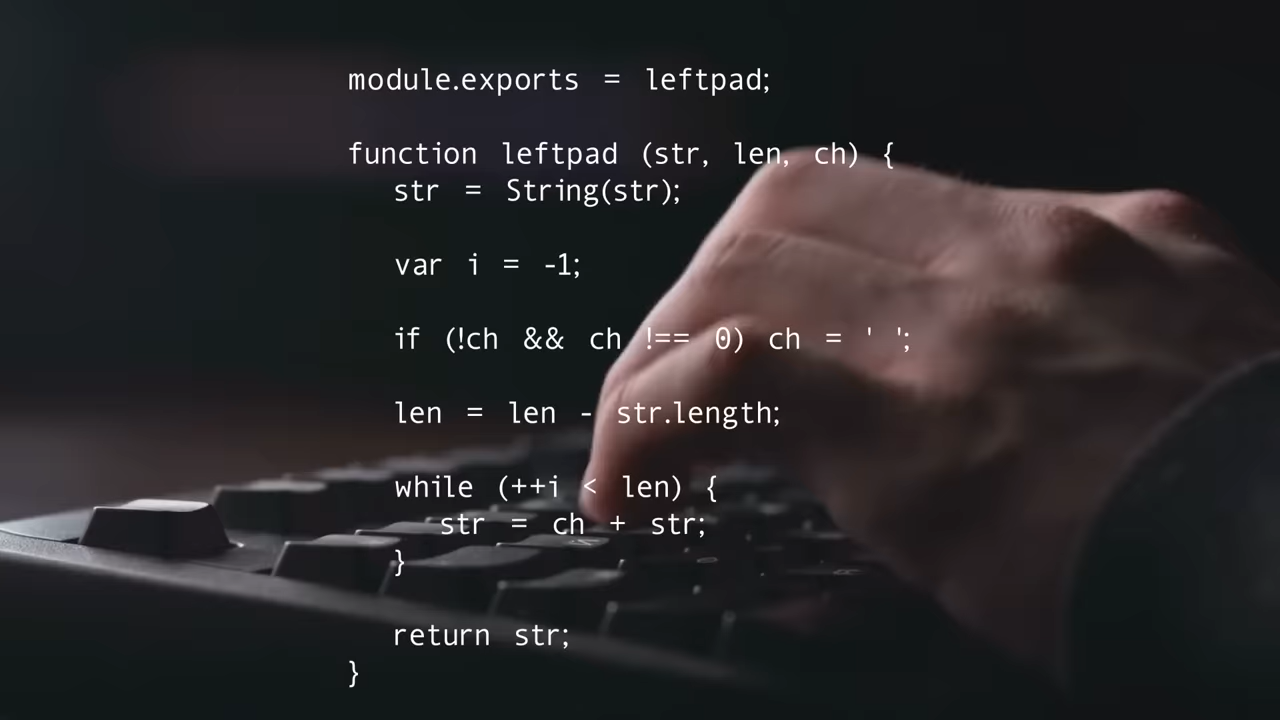 module.exports = leftpad;
function leftpad (str, len, ch) {
str = String(str);
var i = -1;
if (!ch && ch !== 0) ch = ' ';
len = len - str.length;
while (++i < len) {
str = ch + str;
}
return str;
}